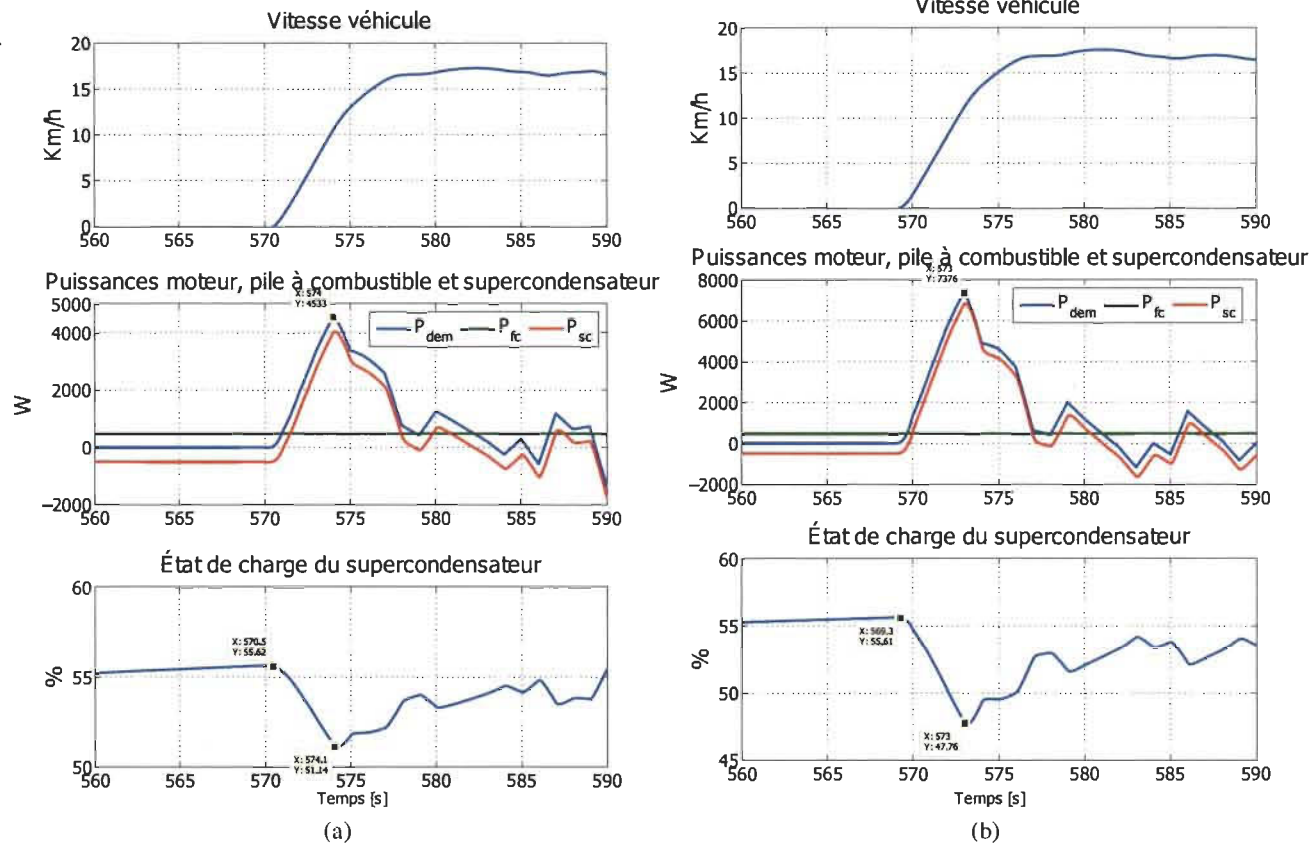 Vitesse véhicule
20
15
10
5
0
Km/h
560 565 570 575 580 585 590
Puissances moteur, pile à combustible et supercondensateur
X: 574
Y: 4533
5000
4000
2000
0
−2000
W
P_dem P_fc P_sc
560 565 570 575 580 585 590
État de charge du supercondensateur
60
55
50
%
X: 570.5
Y: 55.62
X: 574.1
Y: 51.14
560 565 570 575 580 585 590
Temps [s]
(a)
Vitesse véhicule
20
15
10
5
0
Km/h
560 565 570 575 580 585 590
Puissances moteur, pile à combustible et supercondensateur
X: 573
Y: 7376
8000
6000
4000
2000
0
−2000
W
P_dem P_fc P_sc
560 565 570 575 580 585 590
État de charge du supercondensateur
60
55
50
45
%
X: 569.3
Y: 55.61
X: 573
Y: 47.76
560 565 570 575 580 585 590
Temps [s]
(b)